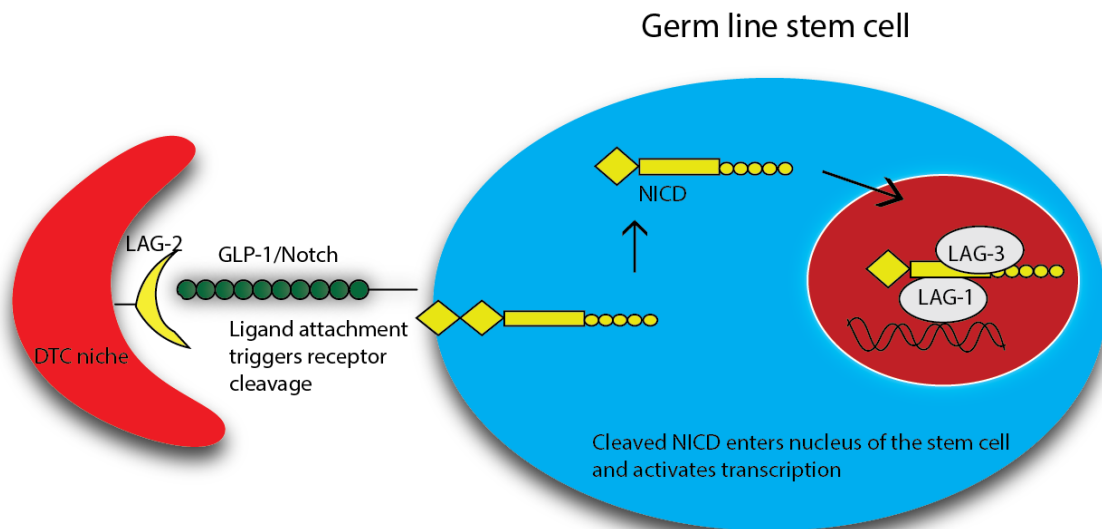 Germ line stem cell
LAG-2
GLP-1/Notch
DTC niche
Ligand attachment
triggers receptor
cleavage
NICD
LAG-3
LAG-1
Cleaved NICD enters nucleus of the stem cell
and activates transcription